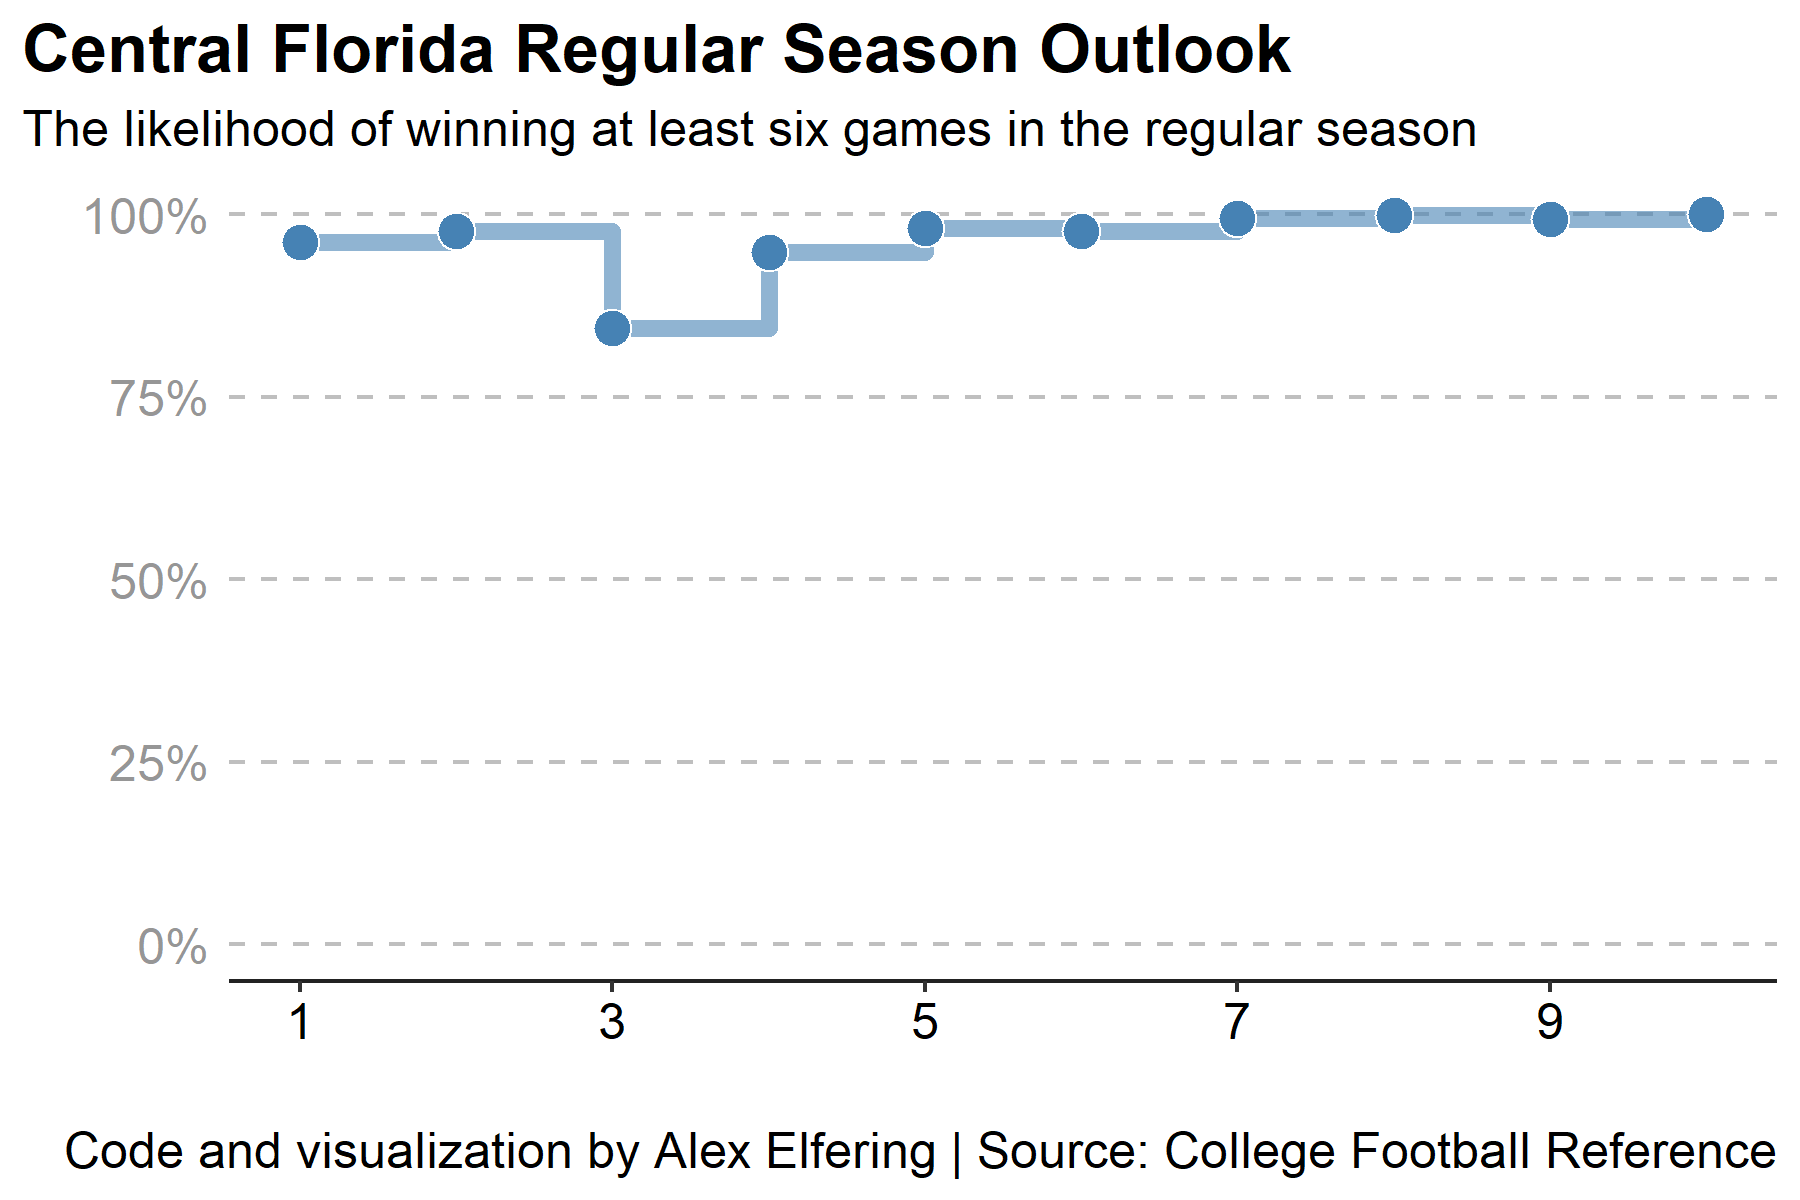 Central Florida Regular Season Outlook
The likelihood of winning at least six games in the regular season
100%
75%
50%
25%
0%
1 3 5 7 9
Code and visualization by Alex Elfering | Source: College Football Reference